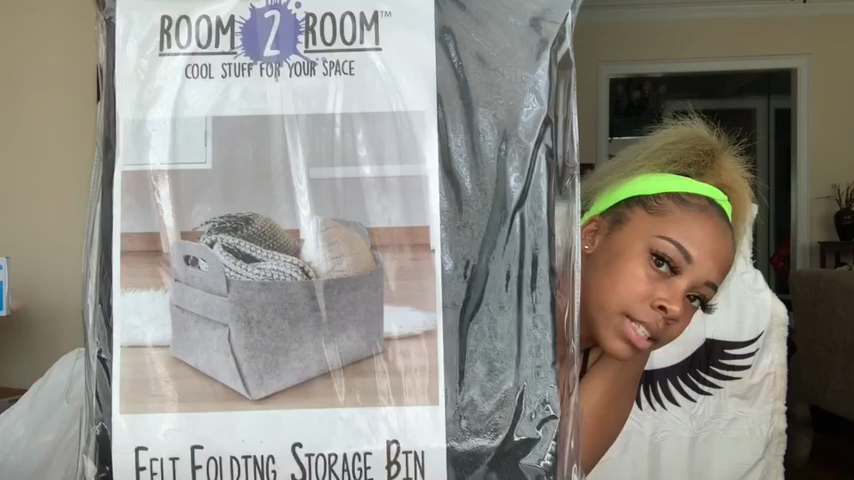 ROOM 2 ROOM™
COOL STUFF FOR YOUR SPACE
FELT FOLDING STORAGE BIN